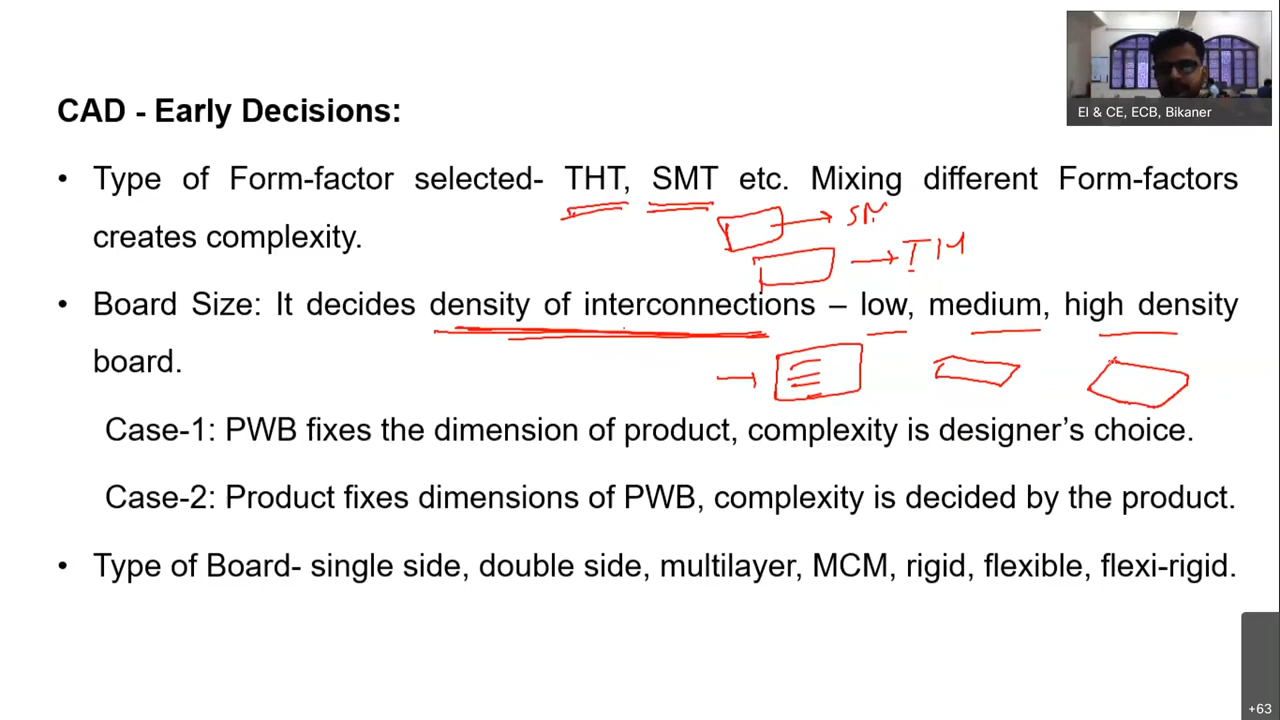 EI & CE, ECB, Bikaner
CAD - Early Decisions:
• Type of Form-factor selected- THT, SMT etc. Mixing different Form-factors
SM
creates complexity.
TH
• Board Size: It decides density of interconnections – low, medium, high density
board.
Case-1: PWB fixes the dimension of product, complexity is designer’s choice.
Case-2: Product fixes dimensions of PWB, complexity is decided by the product.
• Type of Board- single side, double side, multilayer, MCM, rigid, flexible, flexi-rigid.
+63